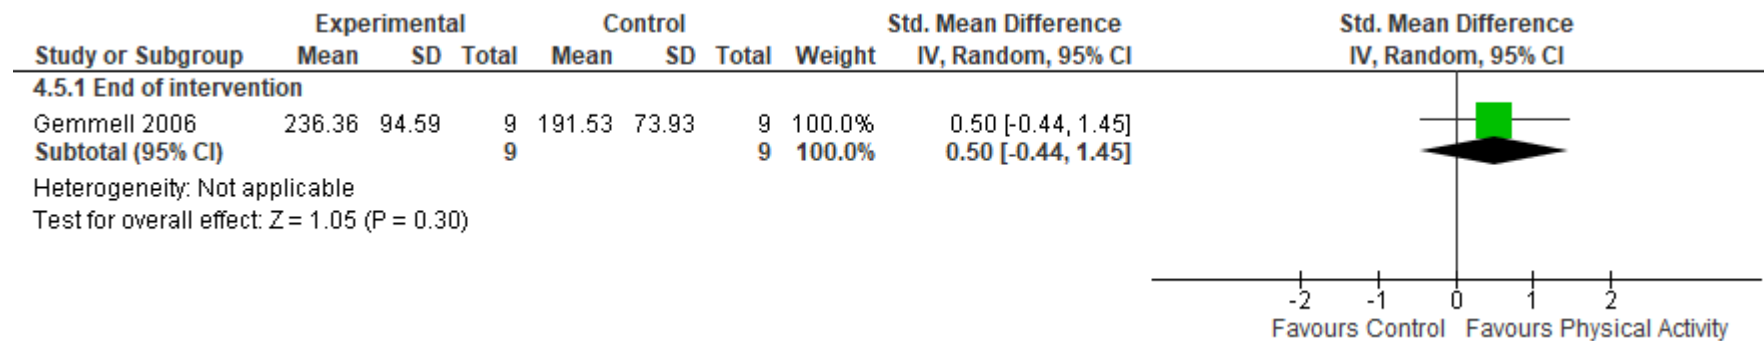 Experimental Control Std. Mean Difference Std. Mean Difference
Study or Subgroup Mean SD Total Mean SD Total Weight IV, Random, 95% CI IV, Random, 95% CI
4.5.1 End of intervention
Gemmell 2006 236.36 94.59 9 191.53 73.93 9 100.0% 0.50 [-0.44, 1.45]
Subtotal (95% CI) 9 9 100.0% 0.50 [-0.44, 1.45]
Heterogeneity: Not applicable
Test for overall effect: Z = 1.05 (P = 0.30)
-2 -1 0 1 2
Favours Control Favours Physical Activity